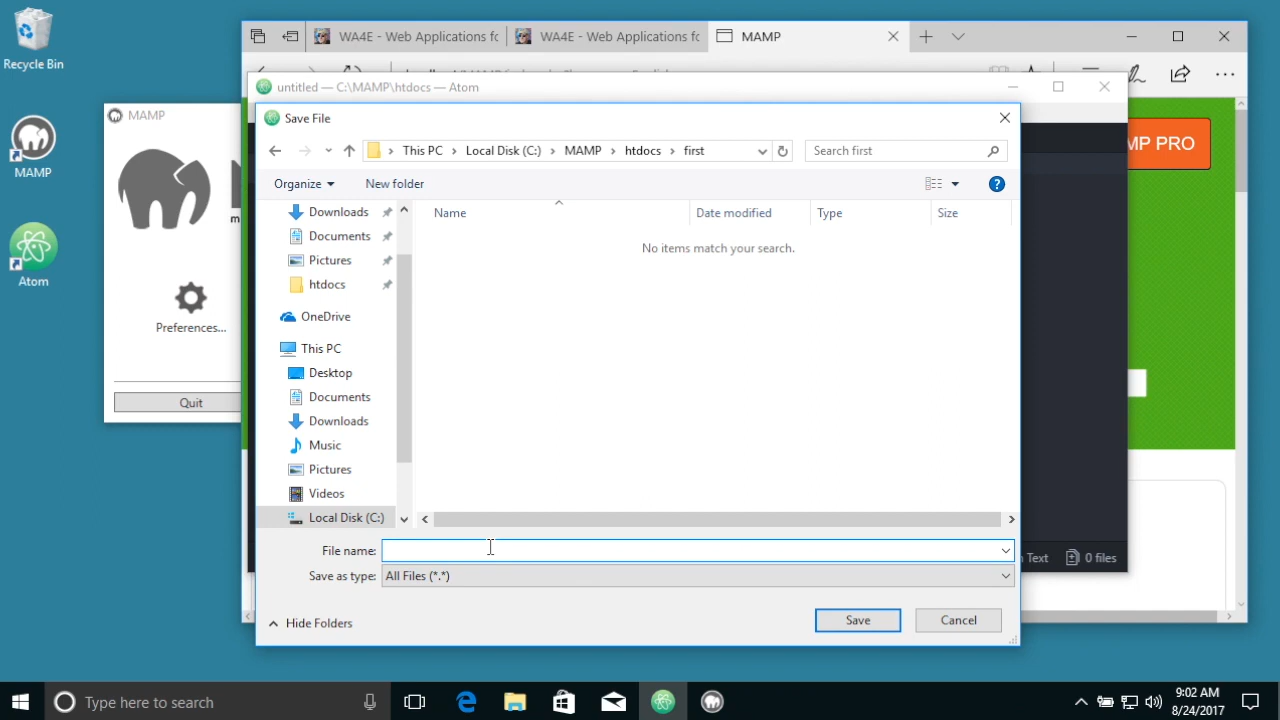 Recycle Bin
MAMP
Atom
MAMP
Preferences...
Quit
WA4E - Web Applications fo
WA4E - Web Applications fo
MAMP
untitled — C:\MAMP\htdocs — Atom
MP PRO
Save File
This PC
Local Disk (C:)
MAMP
htdocs
first
Search first
Organize
New folder
Name
Date modified
Type
Size
No items match your search.
Downloads
Documents
Pictures
htdocs
OneDrive
This PC
Desktop
Documents
Downloads
Music
Pictures
Videos
Local Disk (C:)
File name:
Save as type:
All Files (*.*)
Text
0 files
Hide Folders
Save
Cancel
Type here to search
9:02 AM
8/24/2017